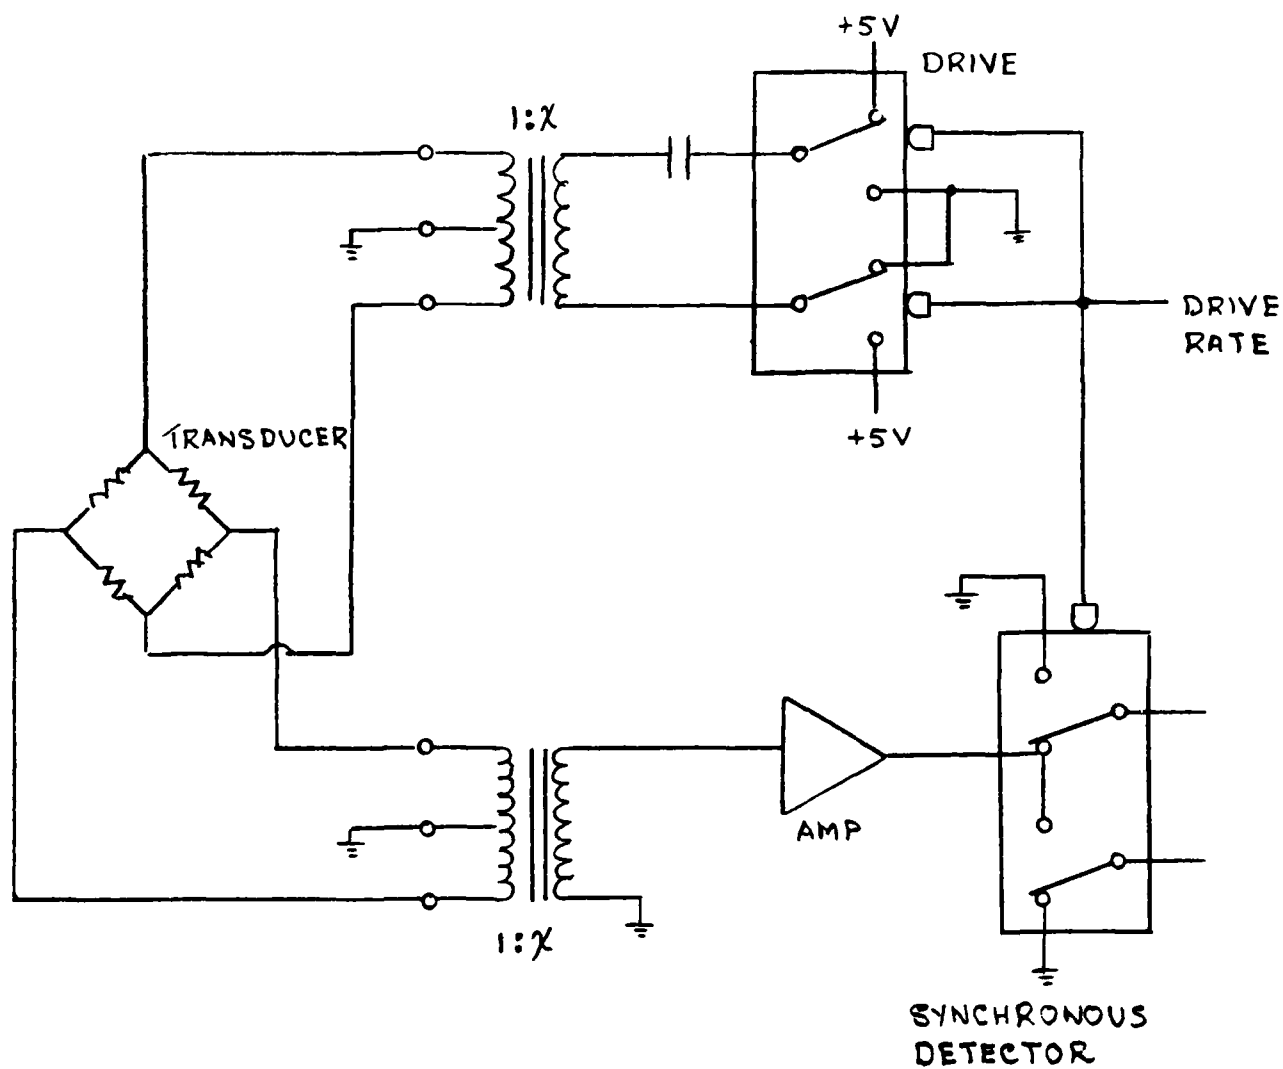 +5V
DRIVE
1:X
DRIVE
RATE
+5V
TRANSDUCER
AMP
1:X
SYNCHRONOUS
DETECTOR